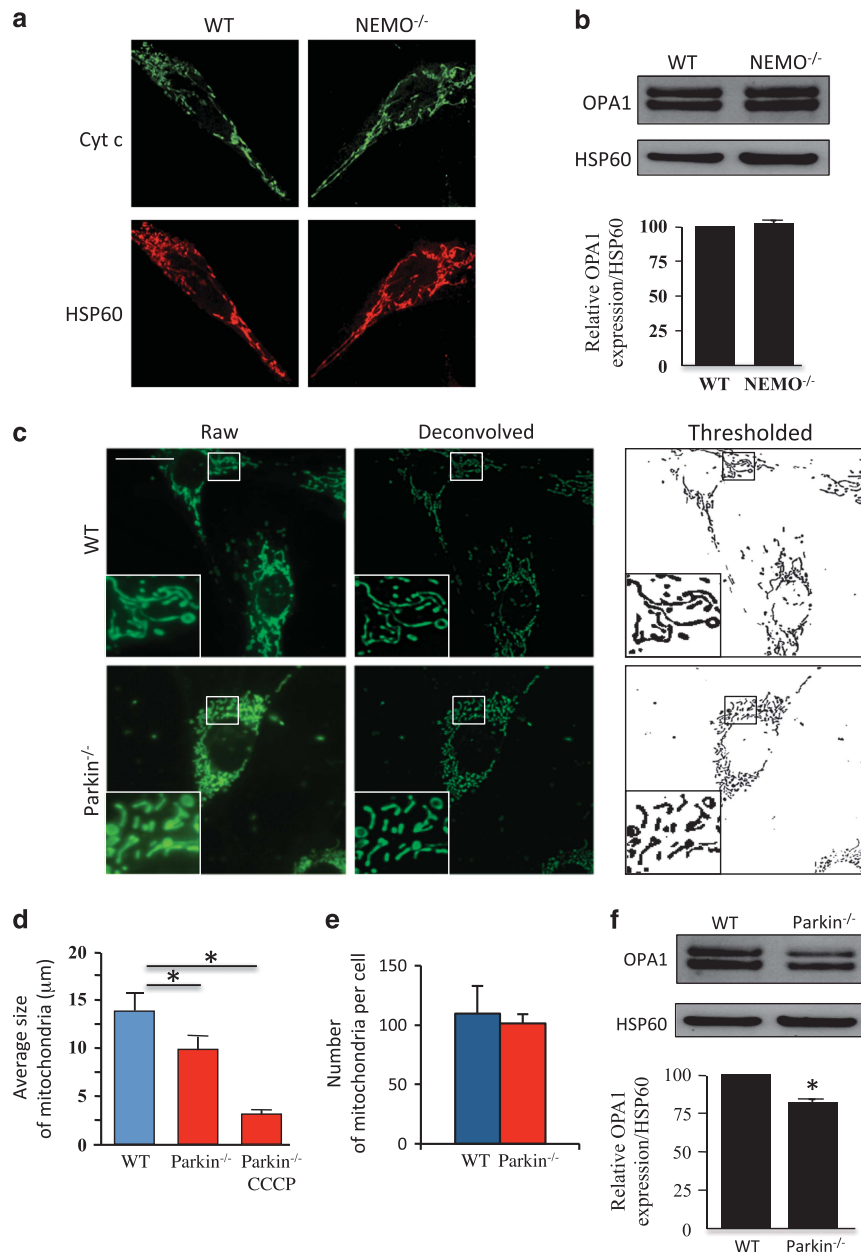 a
WT NEMO-/-
Cyt c
HSP60
b
WT NEMO-/-
OPA1
HSP60
Relative OPA1
expression/HSP60
100
75
50
25
0
WT NEMO-/-
c
Raw Deconvolved Thresholded
WT
Parkin-/-
d
Average size
of mitochondria (μm)
20
15
10
5
0
*
*
WT Parkin-/- Parkin-/-
CCCP
e
Number
of mitochondria per cell
150
100
50
0
WT Parkin-/-
f
WT Parkin-/-
OPA1
HSP60
Relative OPA1
expression/HSP60
100
75
50
25
0
*
WT Parkin-/-